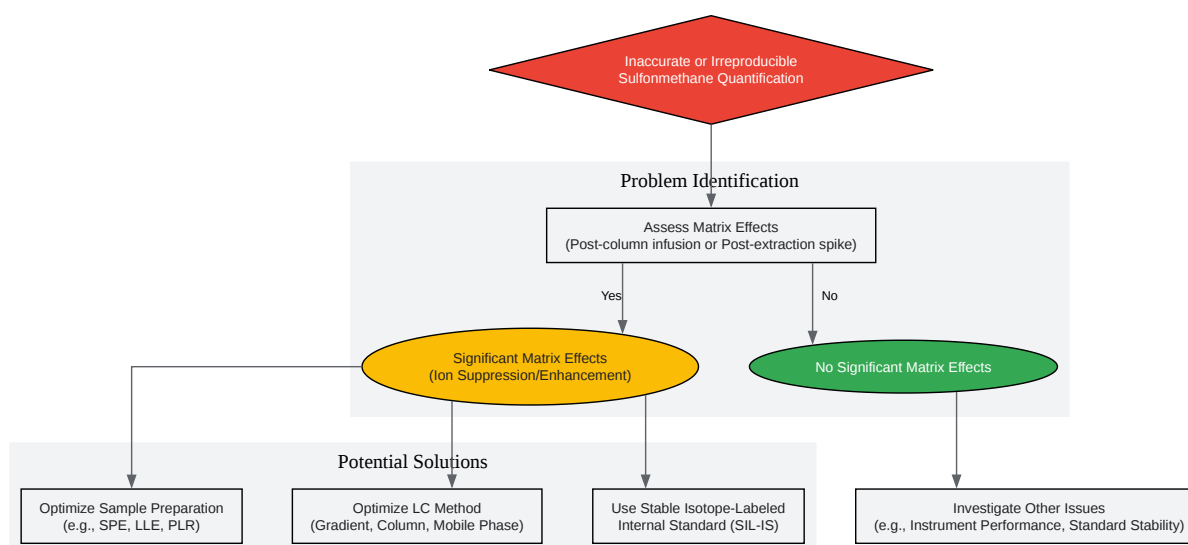 Inaccurate or Irreproducible
Sulfonmethane Quantification
Problem Identification
Assess Matrix Effects
(Post-column infusion or Post-extraction spike)
Yes
No
Significant Matrix Effects
(Ion Suppression/Enhancement)
No Significant Matrix Effects
Potential Solutions
Optimize Sample Preparation
(e.g., SPE, LLE, PLR)
Optimize LC Method
(Gradient, Column, Mobile Phase)
Use Stable Isotope-Labeled
Internal Standard (SIL-IS)
Investigate Other Issues
(e.g., Instrument Performance, Standard Stability)